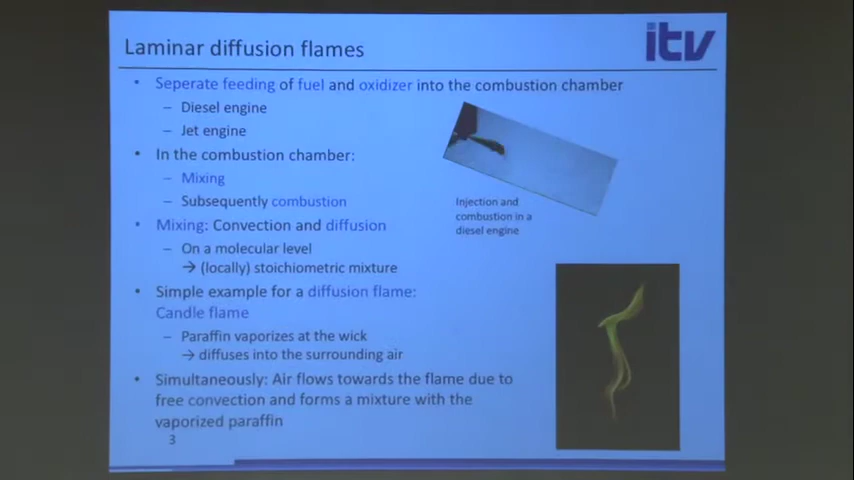 Laminar diffusion flames
itv
• Seperate feeding of fuel and oxidizer into the combustion chamber
– Diesel engine
– Jet engine
• In the combustion chamber:
– Mixing
– Subsequently combustion
Injection and
combustion in a
diesel engine
• Mixing: Convection and diffusion
– On a molecular level
→ (locally) stoichiometric mixture
• Simple example for a diffusion flame:
Candle flame
– Paraffin vaporizes at the wick
→ diffuses into the surrounding air
• Simultaneously: Air flows towards the flame due to
free convection and forms a mixture with the
vaporized paraffin
3